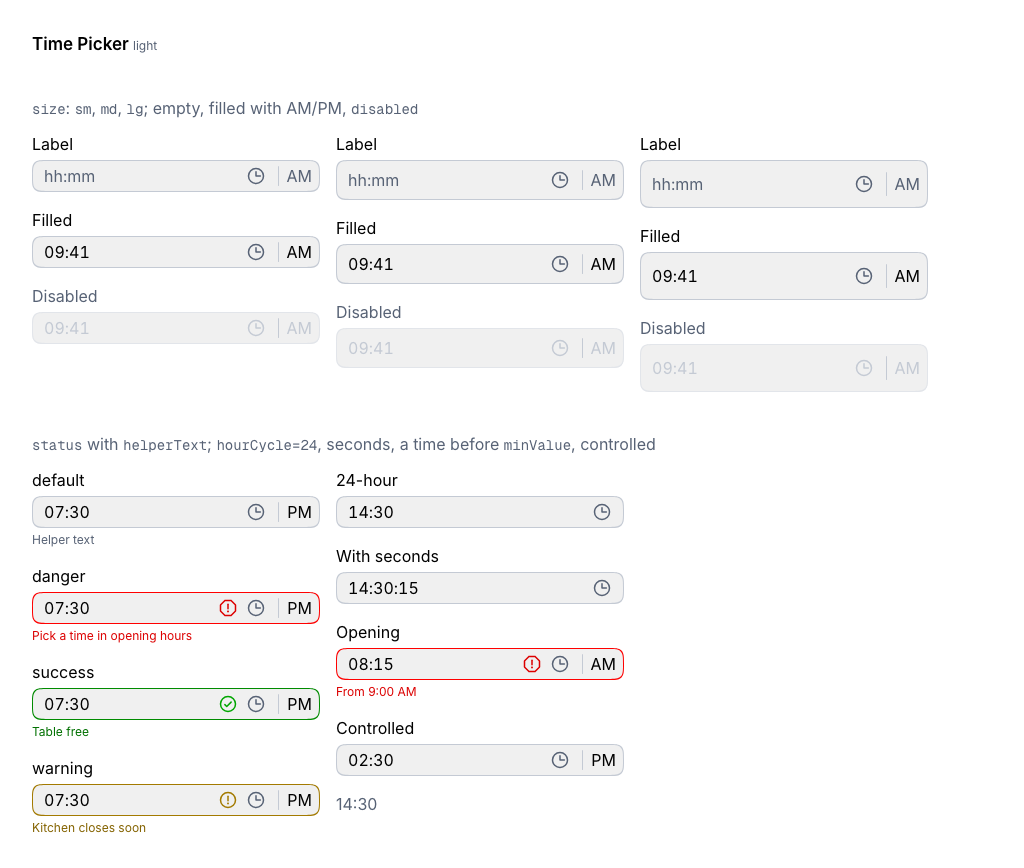 Time Picker light
size: sm, md, lg; empty, filled with AM/PM, disabled
Label
hh:mm AM
Filled
09:41 AM
Disabled
09:41 AM
Label
hh:mm AM
Filled
09:41 AM
Disabled
09:41 AM
Label
hh:mm AM
Filled
09:41 AM
Disabled
09:41 AM
status with helperText; hourCycle=24, seconds, a time before minValue, controlled
default
07:30 PM
Helper text
danger
07:30 PM
Pick a time in opening hours
success
07:30 PM
Table free
warning
07:30 PM
Kitchen closes soon
24-hour
14:30
With seconds
14:30:15
Opening
08:15 AM
From 9:00 AM
Controlled
02:30 PM
14:30